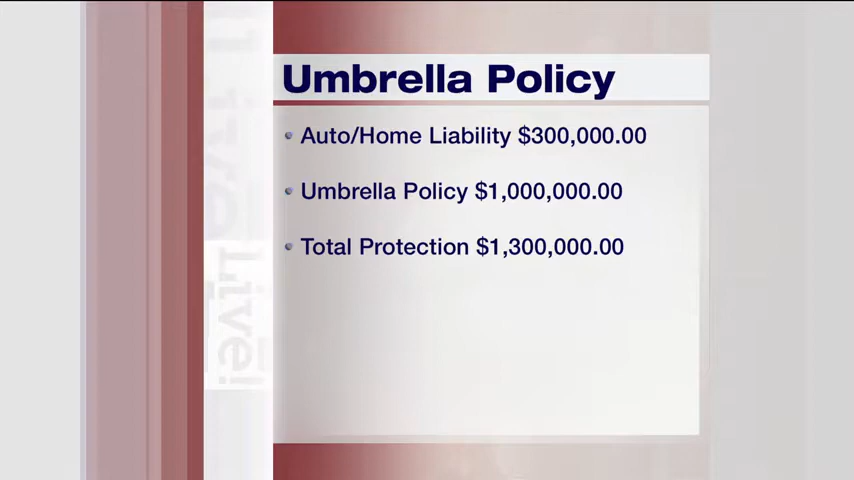 Umbrella Policy
• Auto/Home Liability $300,000.00
• Umbrella Policy $1,000,000.00
• Total Protection $1,300,000.00
Live!